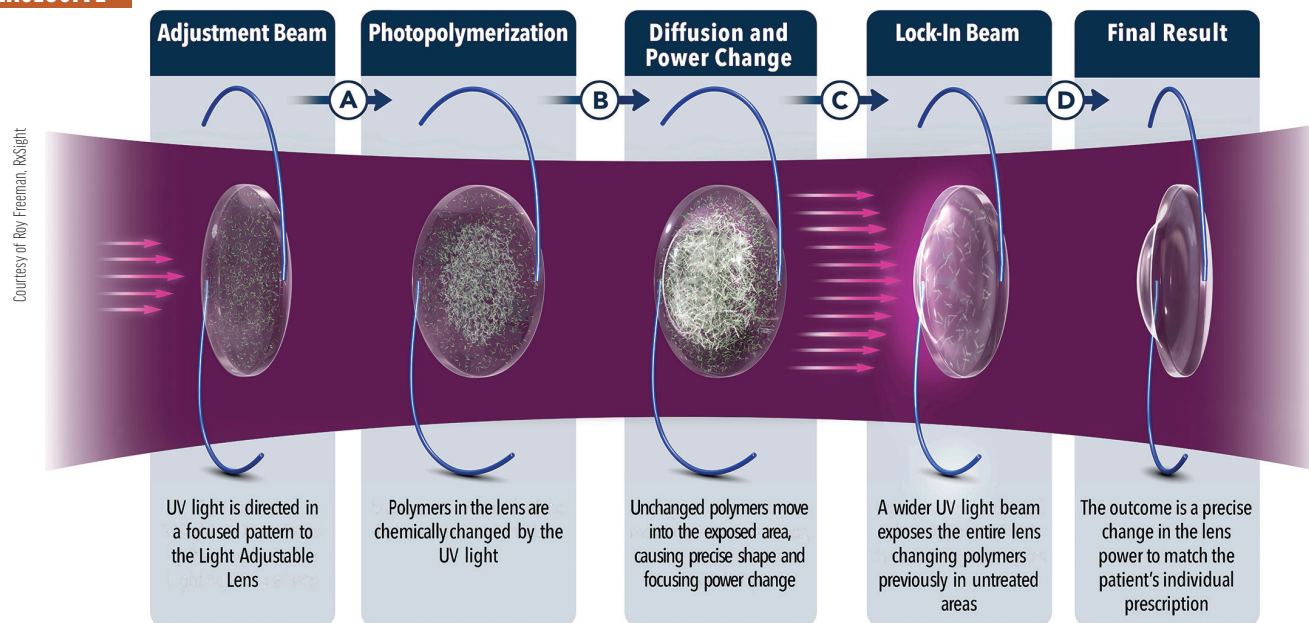 EXCLUSIVE
Adjustment Beam
Photopolymerization
Diffusion and
Power Change
Lock-In Beam
Final Result
A
B
C
D
Courtesy of Roy Freeman, RxSight
UV light is directed in
a focused pattern to
the Light Adjustable
Lens
Polymers in the lens are
chemically changed by the
UV light
Unchanged polymers move
into the exposed area,
causing precise shape and
focusing power change
A wider UV light beam
exposes the entire lens
changing polymers
previously in untreated
areas
The outcome is a precise
change in the lens
power to match the
patient's individual
prescription